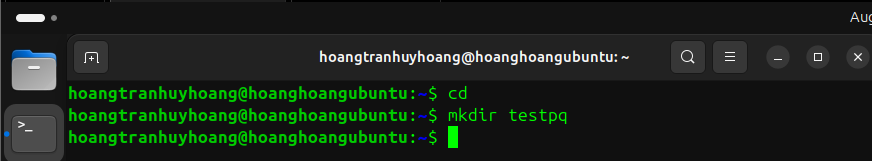 Aug
hoangtranhuyhoang@hoanghoangubuntu: ~
hoangtranhuyhoang@hoanghoangubuntu:~$ cd
hoangtranhuyhoang@hoanghoangubuntu:~$ mkdir testpq
hoangtranhuyhoang@hoanghoangubuntu:~$